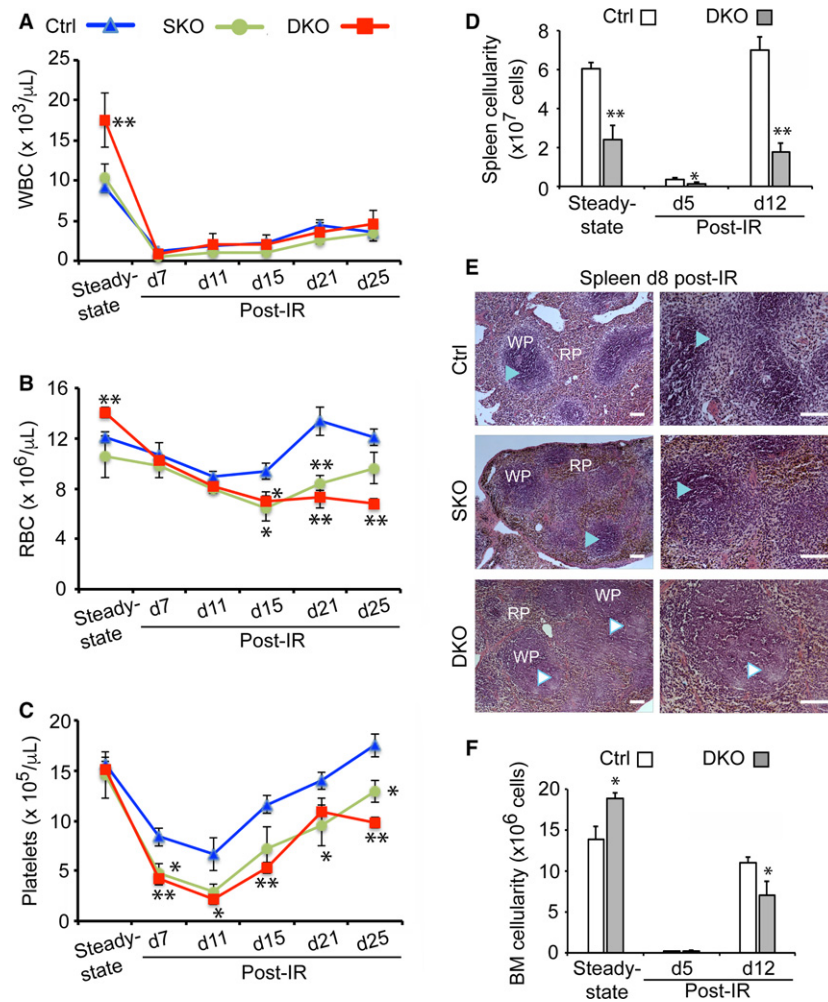 A
Ctrl SKO DKO
WBC (x 10³/µL)
25
20
15
10
5
0
**
Steady-state d7 d11 d15 d21 d25
Post-IR
B
RBC (x 10⁶/µL)
16
12
8
4
0
**
*
*
**
**
**
Steady-state d7 d11 d15 d21 d25
Post-IR
C
Platelets (x 10⁵/µL)
20
15
10
5
0
*
**
*
**
*
*
**
Steady-state d7 d11 d15 d21 d25
Post-IR
D
Ctrl DKO
Spleen cellularity
(x10⁷ cells)
8
6
4
2
0
**
*
**
Steady-
state
d5 d12
Post-IR
E
Spleen d8 post-IR
Ctrl
WP RP
SKO
WP RP
DKO
WP
RP
WP
F
Ctrl DKO
BM cellularity (x10⁶ cells)
20
15
10
5
0
*
*
Steady-
state
d5 d12
Post-IR